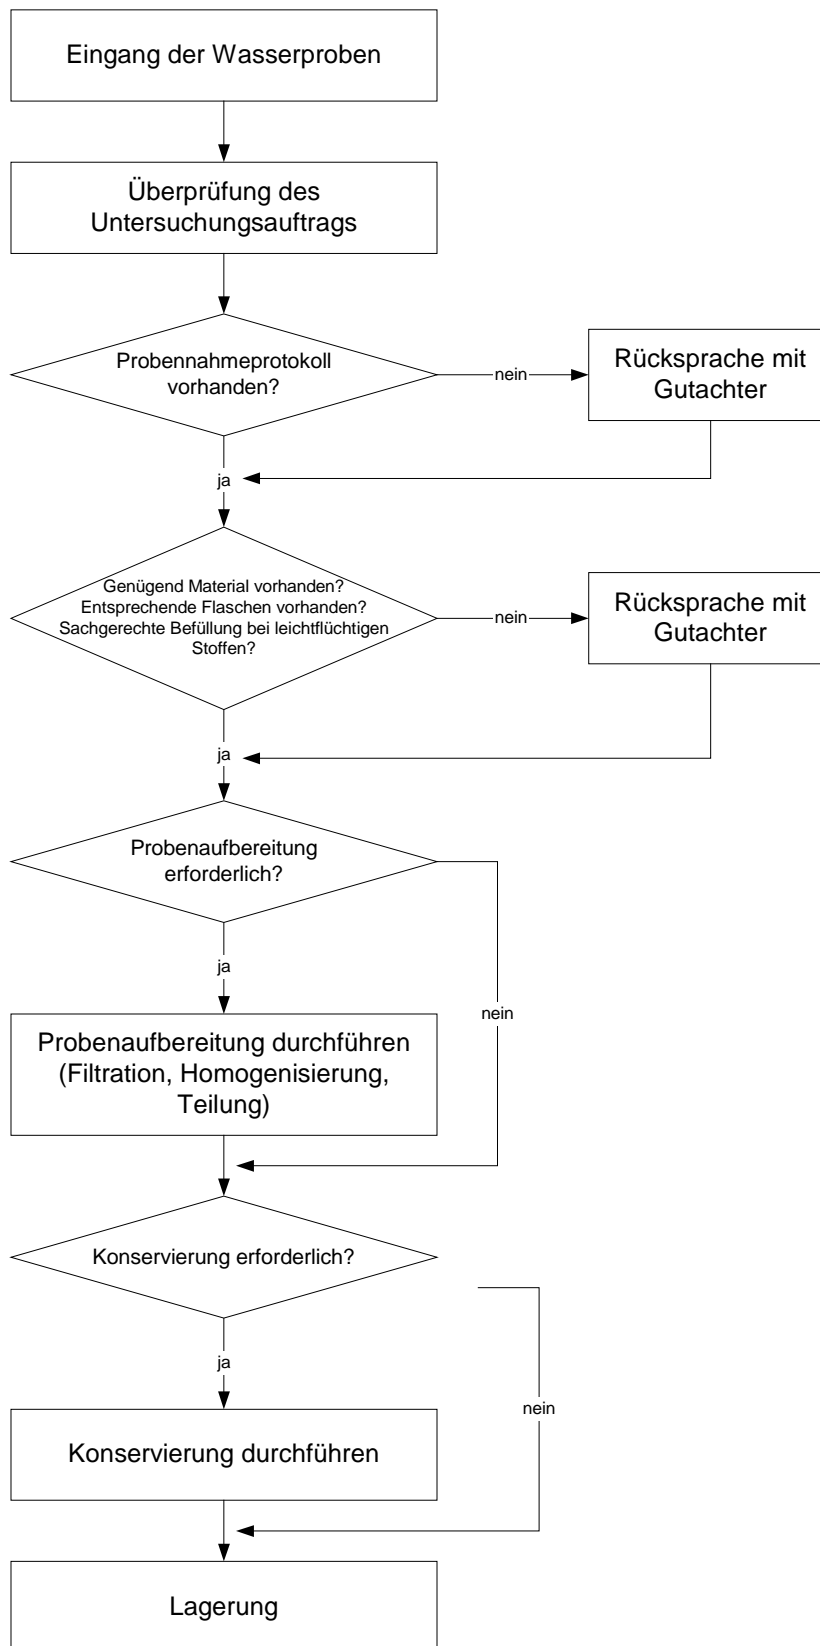 Eingang der Wasserproben
Überprüfung des
Untersuchungsauftrags
Probennahmeprotokoll
vorhanden?
nein
Rücksprache mit
Gutachter
ja
Genügend Material vorhanden?
Entsprechende Flaschen vorhanden?
Sachgerechte Befüllung bei leichtflüchtigen
Stoffen?
nein
Rücksprache mit
Gutachter
ja
Probenaufbereitung
erforderlich?
ja
nein
Probenaufbereitung durchführen
(Filtration, Homogenisierung,
Teilung)
Konservierung erforderlich?
ja
nein
Konservierung durchführen
Lagerung